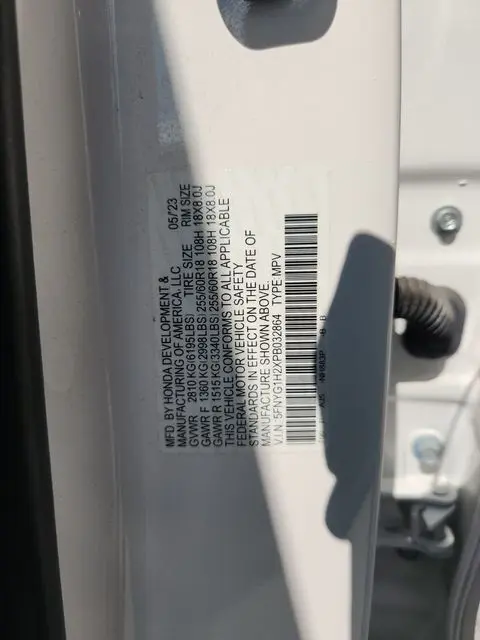 MFD. BY HONDA DEVELOPMENT &
MANUFACTURING OF AMERICA, LLC 05/23
GVWR 2810 KG(6195LBS) TIRE SIZE RIM SIZE
GAWR F 1360 KG(2998LBS) 255/60R18 108H 18X8.0J
GAWR R 1515 KG(3340LBS) 255/60R18 108H 18X8.0J
THIS VEHICLE CONFORMS TO ALL APPLICABLE
FEDERAL MOTOR VEHICLE SAFETY
STANDARDS IN EFFECT ON THE DATE OF
MANUFACTURE SHOWN ABOVE.
V.I.N. 5FNYG1H2XPB032864 TYPE MPV
A25 NH883P B